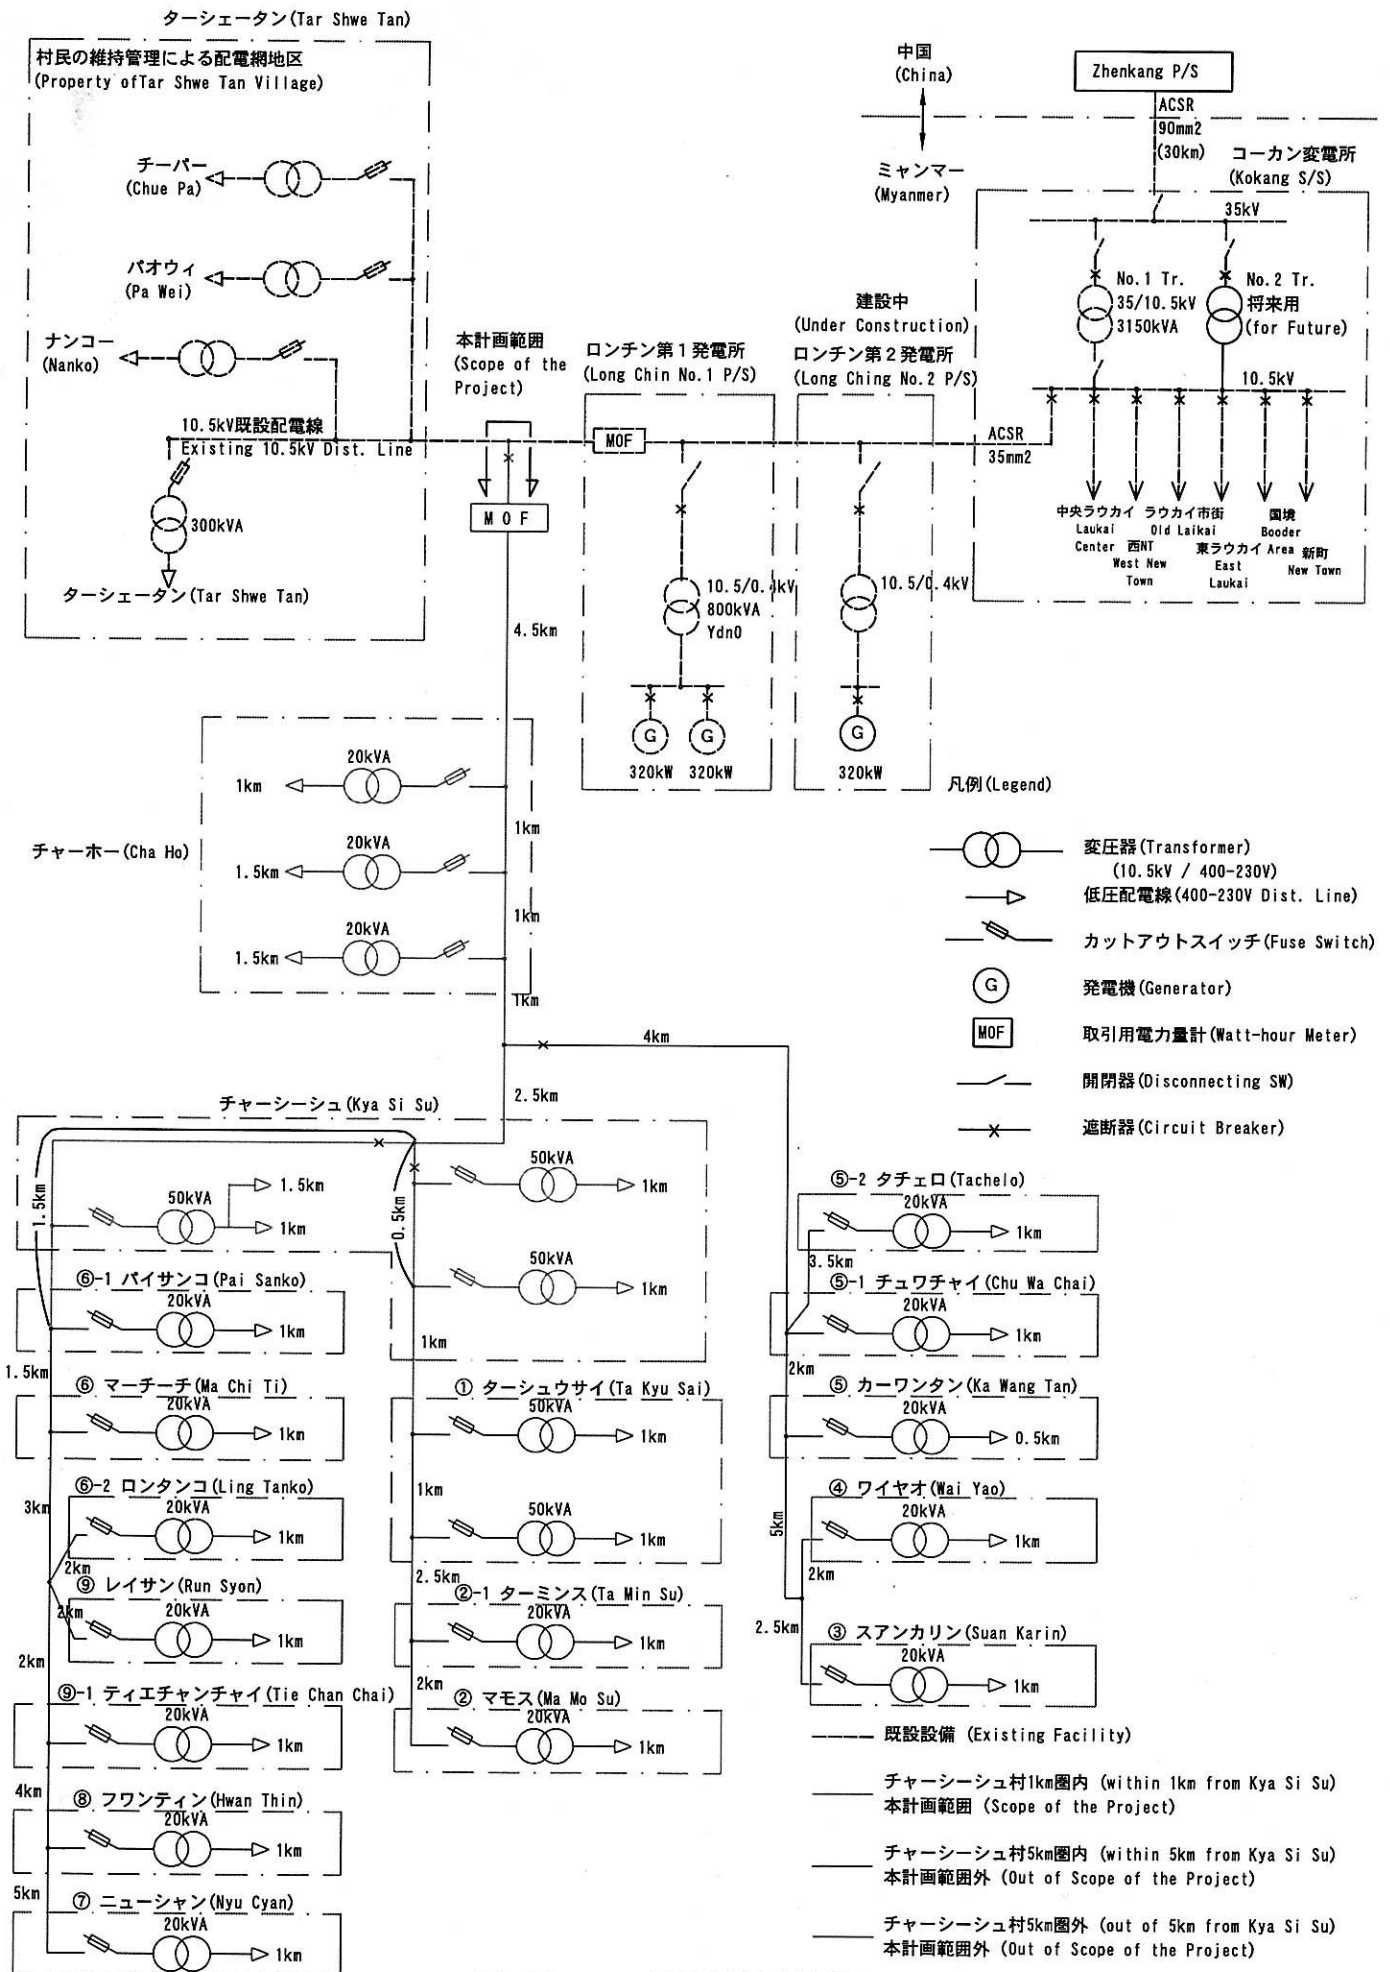 ターシェータン(Tar Shwe Tan)
村民の維持管理による配電網地区
(Property ofTar Shwe Tan Village)
チーパー
(Chue Pa)
パオウィ
(Pa Wei)
ナンコー
(Nanko)
10.5kV既設配電線
Existing 10.5kV Dist. Line
300kVA
ターシェータン(Tar Shwe Tan)
中国
(China)
ミャンマー
(Myanmer)
Zhenkang P/S
ACSR
90mm2
(30km)
コーカン変電所
(Kokang S/S)
35kV
No.1 Tr.
35/10.5kV
3150kVA
No.2 Tr.
将来用
(for Future)
10.5kV
ACSR
35mm2
中央ラウカイ
Laukai
Center
西NT
West New
Town
ラウカイ市街
Old Laikai
東ラウカイ
East
Laukai
国境
Booder
Area
新町
New Town
本計画範囲
(Scope of the
Project)
MOF
ロンチン第1発電所
(Long Chin No.1 P/S)
MOF
10.5/0.4kV
800kVA
Ydn0
G
G
320kW
320kW
建設中
(Under Construction)
ロンチン第2発電所
(Long Ching No.2 P/S)
10.5/0.4kV
G
320kW
4.5km
チャーホー(Cha Ho)
20kVA
1km
1km
20kVA
1.5km
1km
20kVA
1.5km
1km
4km
2.5km
凡例(Legend)
変圧器(Transformer)
(10.5kV / 400-230V)
低圧配電線(400-230V Dist. Line)
カットアウトスイッチ(Fuse Switch)
G
発電機(Generator)
MOF
取引用電力量計(Watt-hour Meter)
開閉器(Disconnecting SW)
遮断器(Circuit Breaker)
チャーシーシュ(Kya Si Su)
1.5km
50kVA
1.5km
1km
0.5km
50kVA
1km
50kVA
1km
1km
⑥-1 パイサンコ(Pai Sanko)
20kVA
1km
1.5km
⑥ マーチーチ(Ma Chi Ti)
20kVA
1km
3km
⑥-2 ロンタンコ(Ling Tanko)
20kVA
1km
2km
⑨ レイサン(Run Syon)
2km
20kVA
1km
2km
⑨-1 ティエチャンチャイ(Tie Chan Chai)
20kVA
1km
4km
⑧ フワンティン(Hwan Thin)
20kVA
1km
5km
⑦ ニューシャン(Nyu Cyan)
20kVA
1km
① ターシュウサイ(Ta Kyu Sai)
50kVA
1km
1km
50kVA
1km
2.5km
②-1 ターミンス(Ta Min Su)
20kVA
1km
2km
② マモス(Ma Mo Su)
20kVA
1km
⑤-2 タチェロ(Tachelo)
20kVA
1km
3.5km
⑤-1 チュワチャイ(Chu Wa Chai)
20kVA
1km
2km
⑤ カーワンタン(Ka Wang Tan)
20kVA
0.5km
5km
④ ワイヤオ(Wai Yao)
20kVA
1km
2km
2.5km
③ スアンカリン(Suan Karin)
20kVA
1km
既設設備 (Existing Facility)
チャーシーシュ村1km圏内 (within 1km from Kya Si Su)
本計画範囲 (Scope of the Project)
チャーシーシュ村5km圏内 (within 5km from Kya Si Su)
本計画範囲外 (Out of Scope of the Project)
チャーシーシュ村5km圏外 (out of 5km from Kya Si Su)
本計画範囲外 (Out of Scope of the Project)